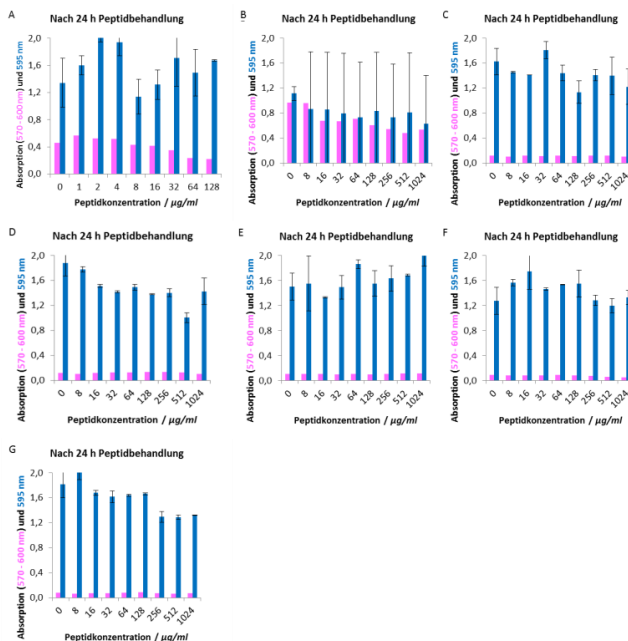 A
Nach 24 h Peptidbehandlung
Absorption (570 - 600 nm) und 595 nm
2,0
1,6
1,2
0,8
0,4
0,0
0 1 2 4 8 16 32 64 128
Peptidkonzentration / µg/ml
B
Nach 24 h Peptidbehandlung
Absorption (570 - 600 nm) und 595 nm
2,0
1,6
1,2
0,8
0,4
0,0
0 8 16 32 64 128 256 512 1024
Peptidkonzentration / µg/ml
C
Nach 24 h Peptidbehandlung
Absorption (570 - 600 nm) und 595 nm
2,0
1,6
1,2
0,8
0,4
0,0
0 8 16 32 64 128 256 512 1024
Peptidkonzentration / µg/ml
D
Nach 24 h Peptidbehandlung
Absorption (570 - 600 nm) und 595 nm
2,0
1,6
1,2
0,8
0,4
0,0
0 8 16 32 64 128 256 512 1024
Peptidkonzentration / µg/ml
E
Nach 24 h Peptidbehandlung
Absorption (570 - 600 nm) und 595 nm
2,0
1,6
1,2
0,8
0,4
0,0
0 8 16 32 64 128 256 512 1024
Peptidkonzentration / µg/ml
F
Nach 24 h Peptidbehandlung
Absorption (570 - 600 nm) und 595 nm
2,0
1,6
1,2
0,8
0,4
0,0
0 8 16 32 64 128 256 512 1024
Peptidkonzentration / µg/ml
G
Nach 24 h Peptidbehandlung
Absorption (570 - 600 nm) und 595 nm
2,0
1,6
1,2
0,8
0,4
0,0
0 8 16 32 64 128 256 512 1024
Peptidkonzentration / µg/ml